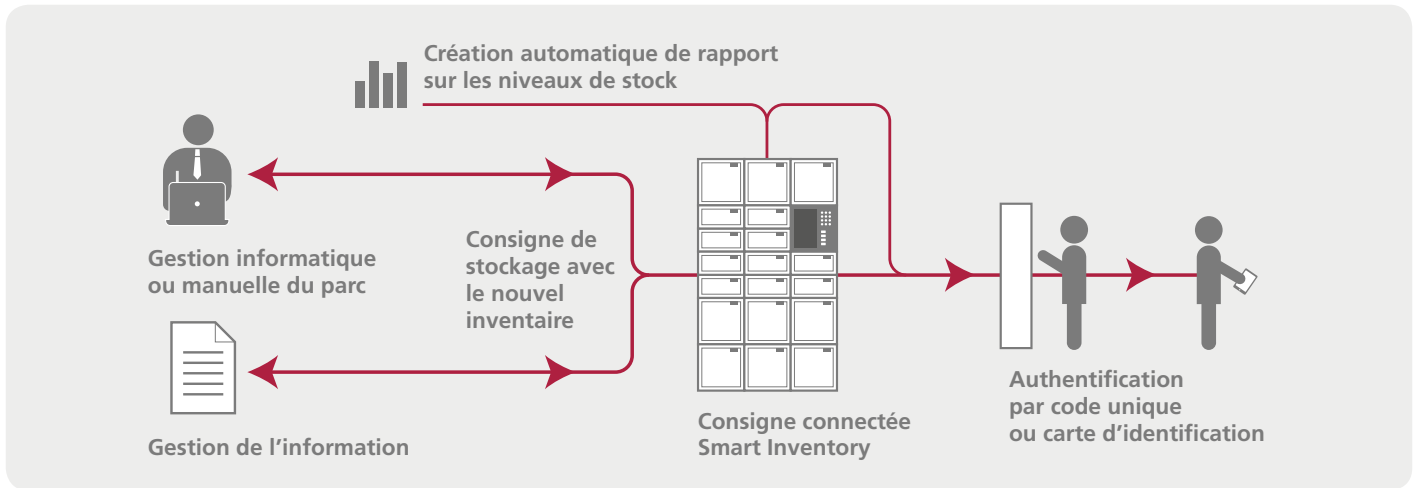 Création automatique de rapport
sur les niveaux de stock
Gestion informatique
ou manuelle du parc
Consigne de
stockage avec
le nouvel
inventaire
Gestion de l’information
Consigne connectée
Smart Inventory
Authentification
par code unique
ou carte d’identification